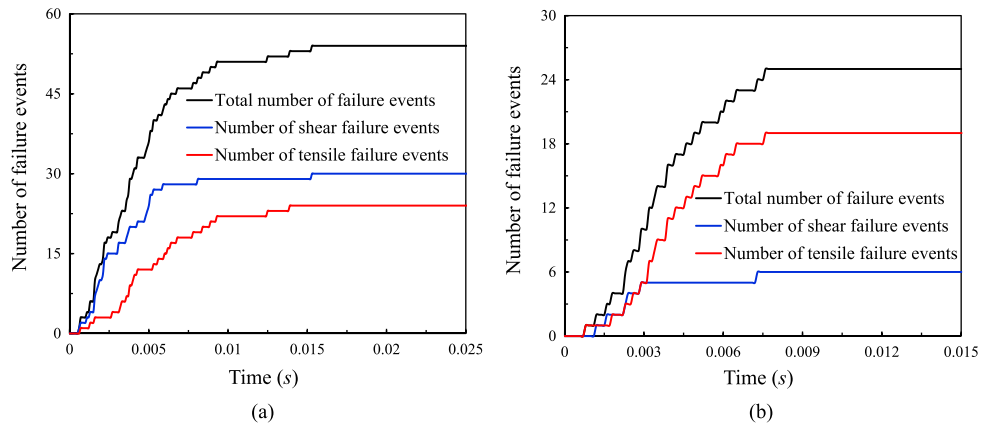 60
45
30
15
0
Number of failure events
Total number of failure events
Number of shear failure events
Number of tensile failure events
0 0.005 0.01 0.015 0.02 0.025
Time (s)
(a)
30
24
18
12
6
0
Number of failure events
Total number of failure events
Number of shear failure events
Number of tensile failure events
0 0.003 0.006 0.009 0.012 0.015
Time (s)
(b)